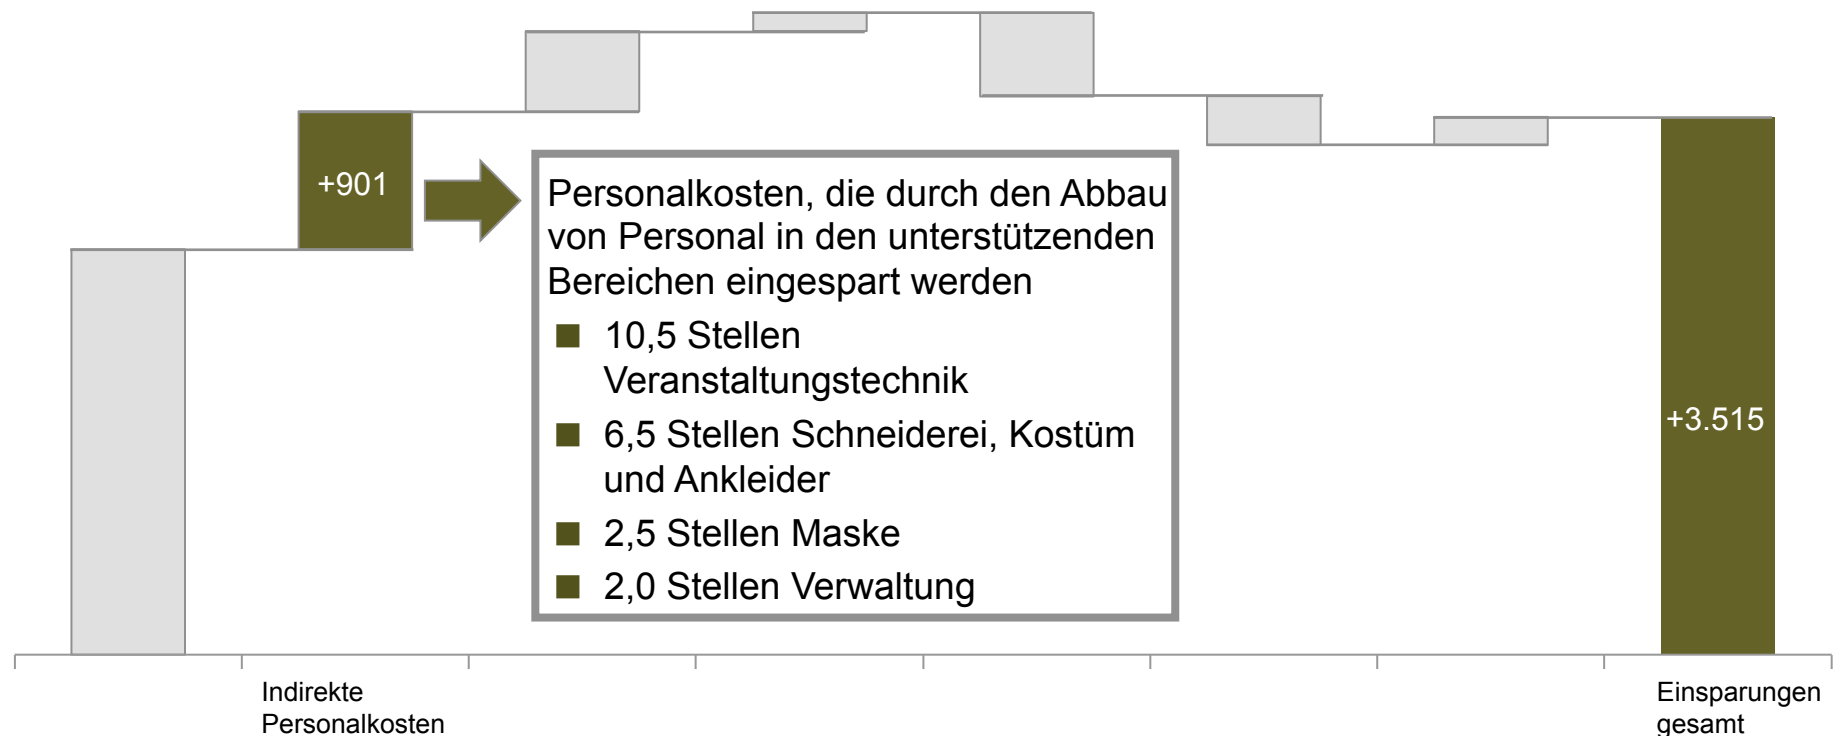 +901
Personalkosten, die durch den Abbau
von Personal in den unterstützenden
Bereichen eingespart werden
10,5 Stellen
Veranstaltungstechnik
6,5 Stellen Schneiderei, Kostüm
und Ankleider
2,5 Stellen Maske
2,0 Stellen Verwaltung
+3.515
Indirekte
Personalkosten
Einsparungen
gesamt